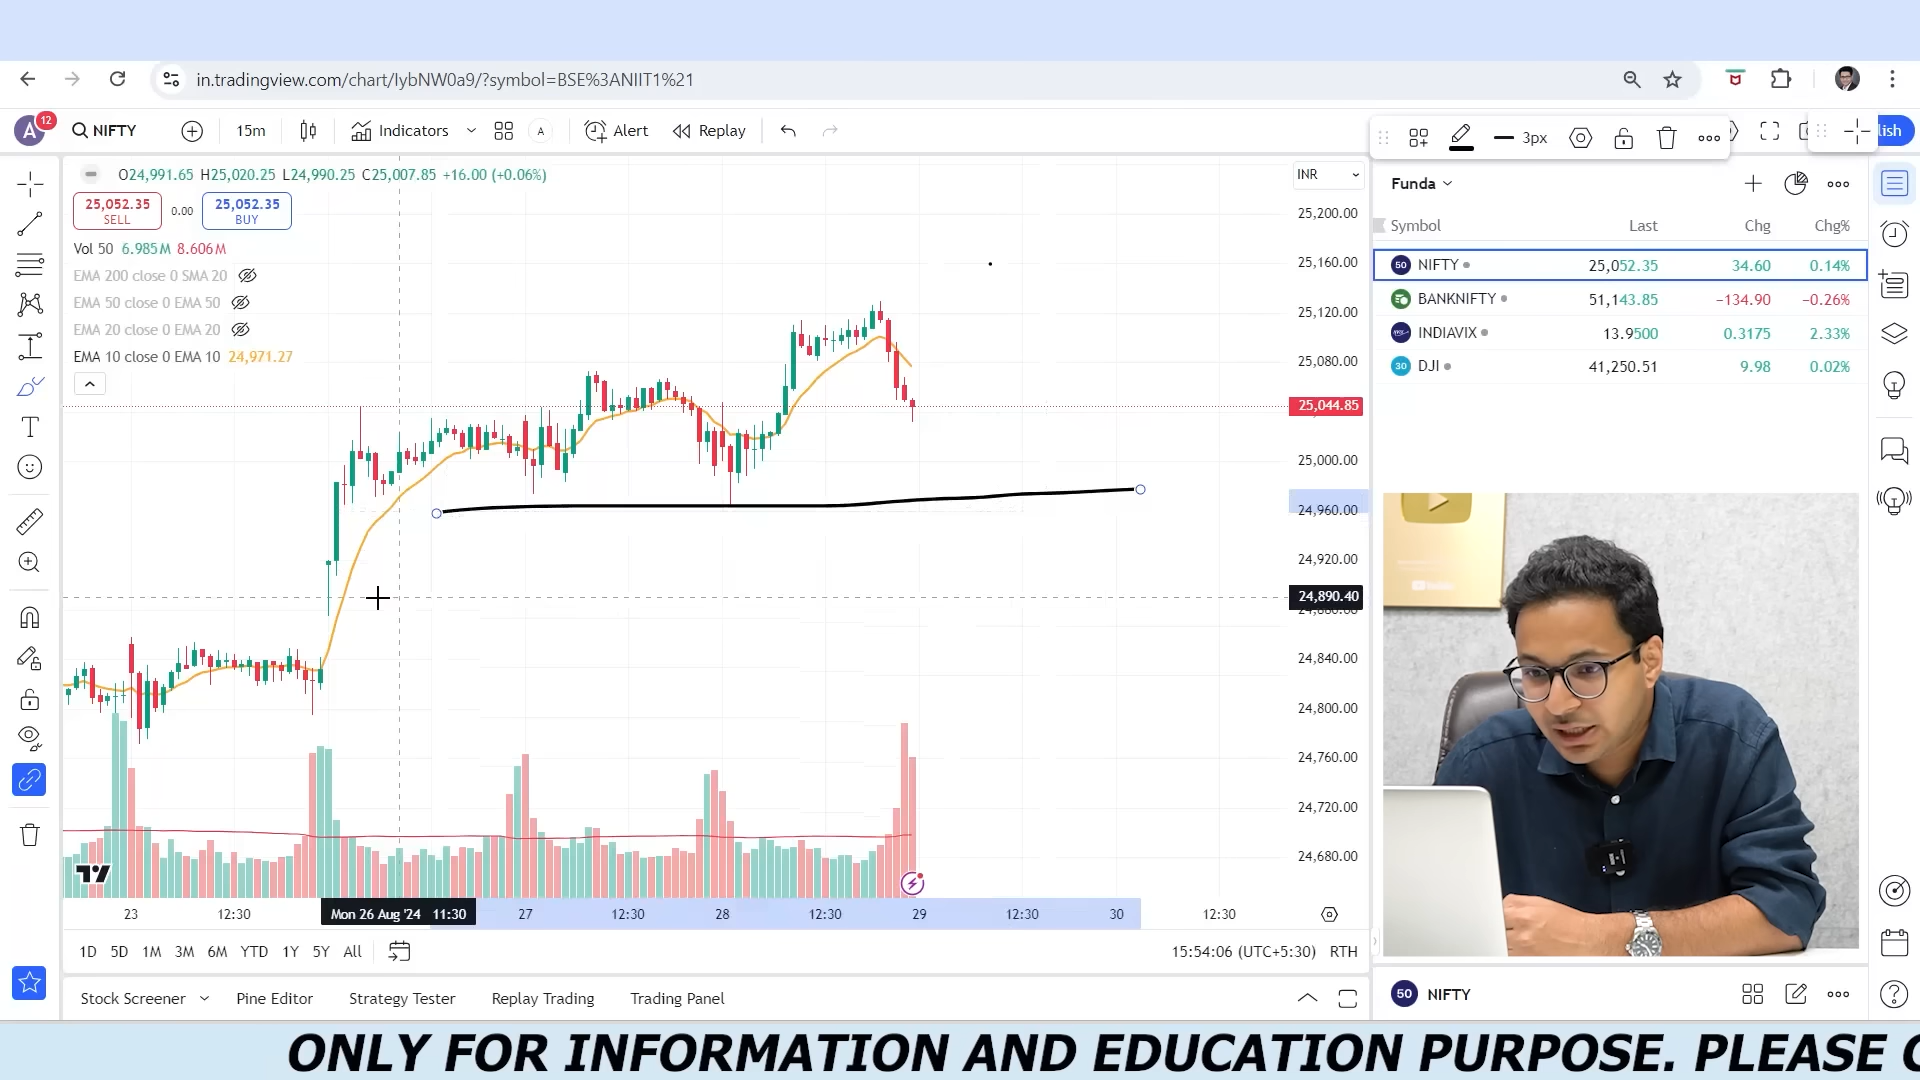 in.tradingview.com/chart/IybNW0a9/?symbol=BSE%3ANIIT1%21
A 12 NIFTY 15m Indicators A Alert Replay 3px lish
O24,991.65 H25,020.25 L24,990.25 C25,007.85 +16.00 (+0.06%)
INR
25,052.35 SELL 0.00 25,052.35 BUY
Vol 50 6.985M 8.606M
EMA 200 close 0 SMA 20
EMA 50 close 0 EMA 50
EMA 20 close 0 EMA 20
EMA 10 close 0 EMA 10 24,971.27
25,200.00
25,160.00
25,120.00
25,080.00
25,044.85
25,000.00
24,960.00
24,920.00
24,890.40
24,840.00
24,800.00
24,760.00
24,720.00
24,680.00
23 12:30 Mon 26 Aug '24 11:30 27 12:30 28 12:30 29 12:30 30 12:30
1D 5D 1M 3M 6M YTD 1Y 5Y All 15:54:06 (UTC+5:30) RTH
Stock Screener Pine Editor Strategy Tester Replay Trading Trading Panel
Funda
Symbol Last Chg Chg%
50 NIFTY 25,052.35 34.60 0.14%
BANKNIFTY 51,143.85 −134.90 −0.26%
INDIAVIX 13.9500 0.3175 2.33%
30 DJI 41,250.51 9.98 0.02%
50 NIFTY
ONLY FOR INFORMATION AND EDUCATION PURPOSE. PLEASE